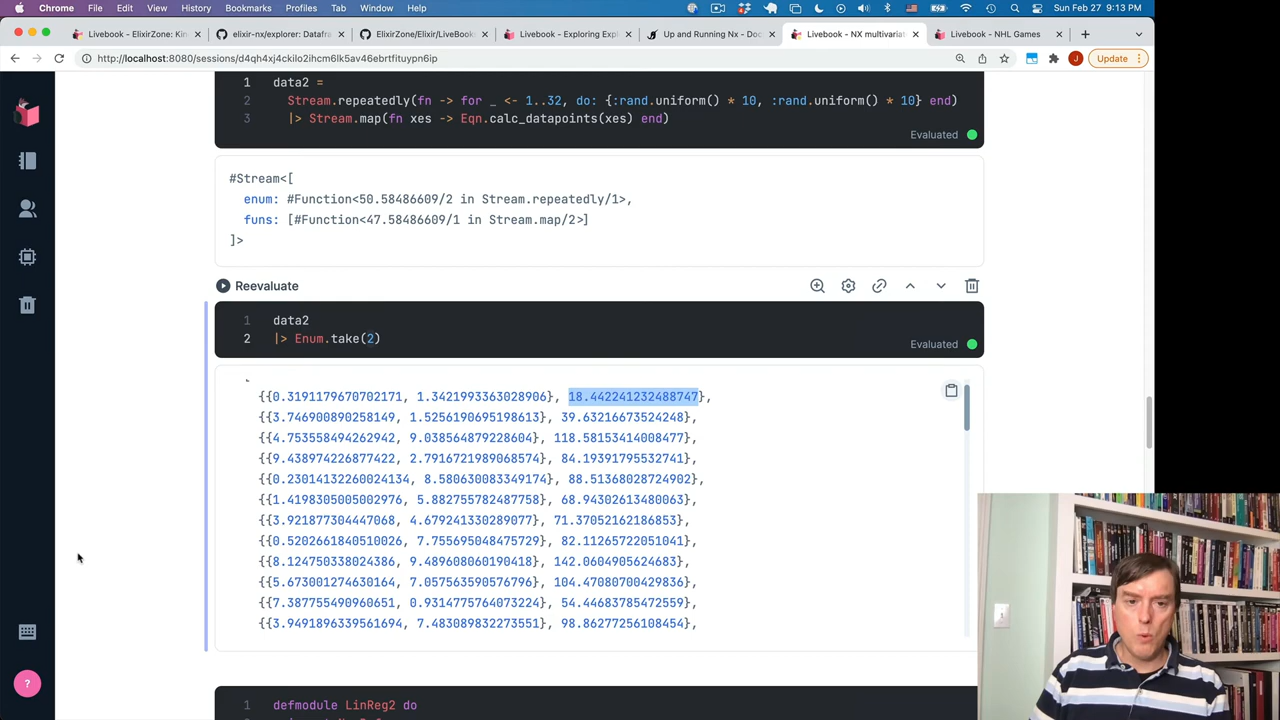 Chrome File Edit View History Bookmarks Profiles Tab Window Help Sun Feb 27 9:13 PM
Livebook - ElixirZone: Kin elixir-nx/explorer: Datafra ElixirZone/Elixir/LiveBook Livebook - Exploring Expl Up and Running Nx - Doc Livebook - NX multivaria Livebook - NHL Games
http://localhost:8080/sessions/d4qh4xj4ckilo2ihcm6lk5av46ebrtfituypn6ip Update
1 data2 =
2 Stream.repeatedly(fn -> for _ <- 1..32, do: {:rand.uniform() * 10, :rand.uniform() * 10} end)
3 |> Stream.map(fn xes -> Eqn.calc_datapoints(xes) end)
Evaluated
#Stream<[
enum: #Function<50.58486609/2 in Stream.repeatedly/1>,
funs: [#Function<47.58486609/1 in Stream.map/2>]
]>
Reevaluate
1 data2
2 |> Enum.take(2)
Evaluated
{{0.3191179670702171, 1.3421993363028906}, 18.442241232488747},
{{3.746900890258149, 1.5256190695198613}, 39.63216673524248},
{{4.753558494262942, 9.038564879228604}, 118.58153414008477},
{{9.438974226877422, 2.7916721989068574}, 84.19391795532741},
{{0.23014132260024134, 8.580630083349174}, 88.51368028724902},
{{1.4198305005002976, 5.882755782487758}, 68.94302613480063},
{{3.921877304447068, 4.679241330289077}, 71.37052162186853},
{{0.5202661840510026, 7.755695048475729}, 82.11265722051041},
{{8.124750338024386, 9.489608060190418}, 142.0604905624683},
{{5.673001274630164, 7.057563590576796}, 104.47080700429836},
{{7.387755490960651, 0.9314775764073224}, 54.44683785472559},
{{3.9491896339561694, 7.483089832273551}, 98.86277256108454},
1 defmodule LinReg2 do